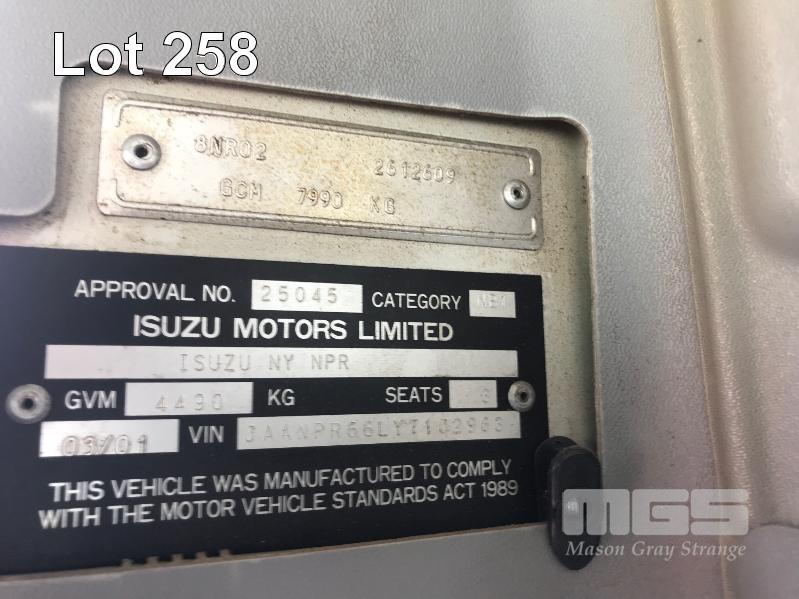 Lot 258
8NR02 2612609
GCM 7990 KG
APPROVAL NO. 25045 CATEGORY
ISUZU MOTORS LIMITED
ISUZU NY NPR
GVM 4490 KG SEATS 3
03/01 VIN JAANPR66LY7102963
THIS VEHICLE WAS MANUFACTURED TO COMPLY
WITH THE MOTOR VEHICLE STANDARDS ACT 1989
MGS
Mason Gray Strange